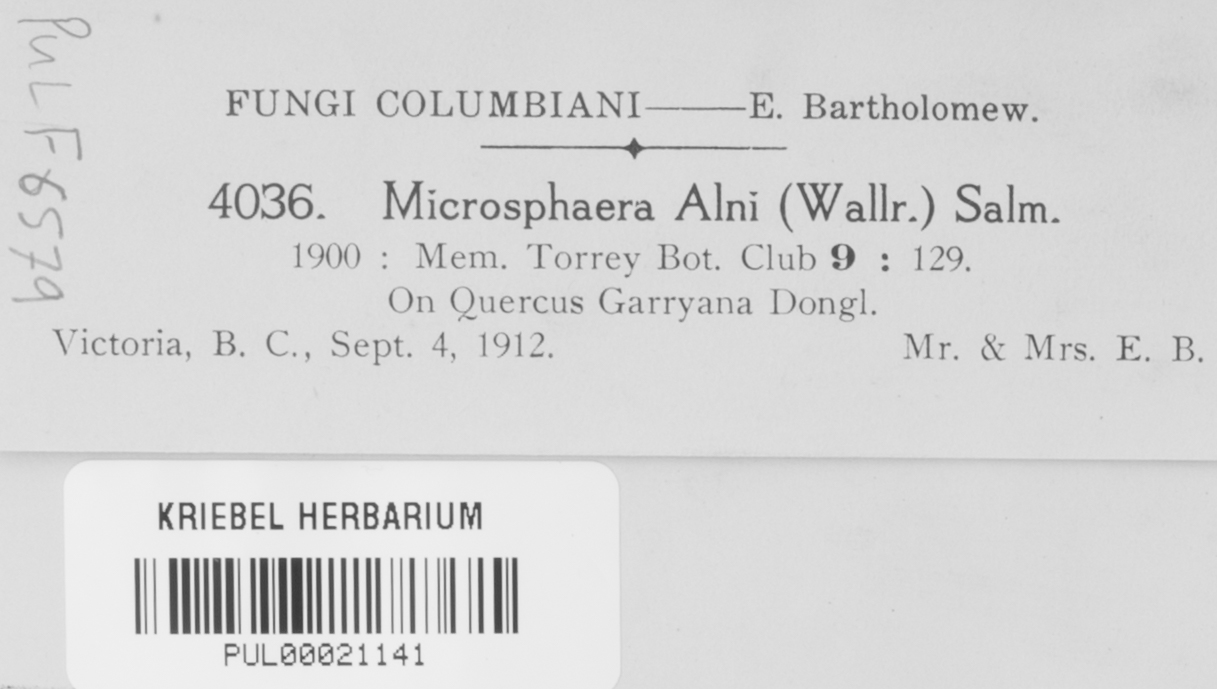 PUL F6579
FUNGI COLUMBIANI——E. Bartholomew.
4036. Microsphaera Alni (Wallr.) Salm.
1900 : Mem. Torrey Bot. Club 9 : 129.
On Quercus Garryana Dongl.
Victoria, B. C., Sept. 4, 1912. Mr. & Mrs. E. B.
KRIEBEL HERBARIUM
PUL00021141